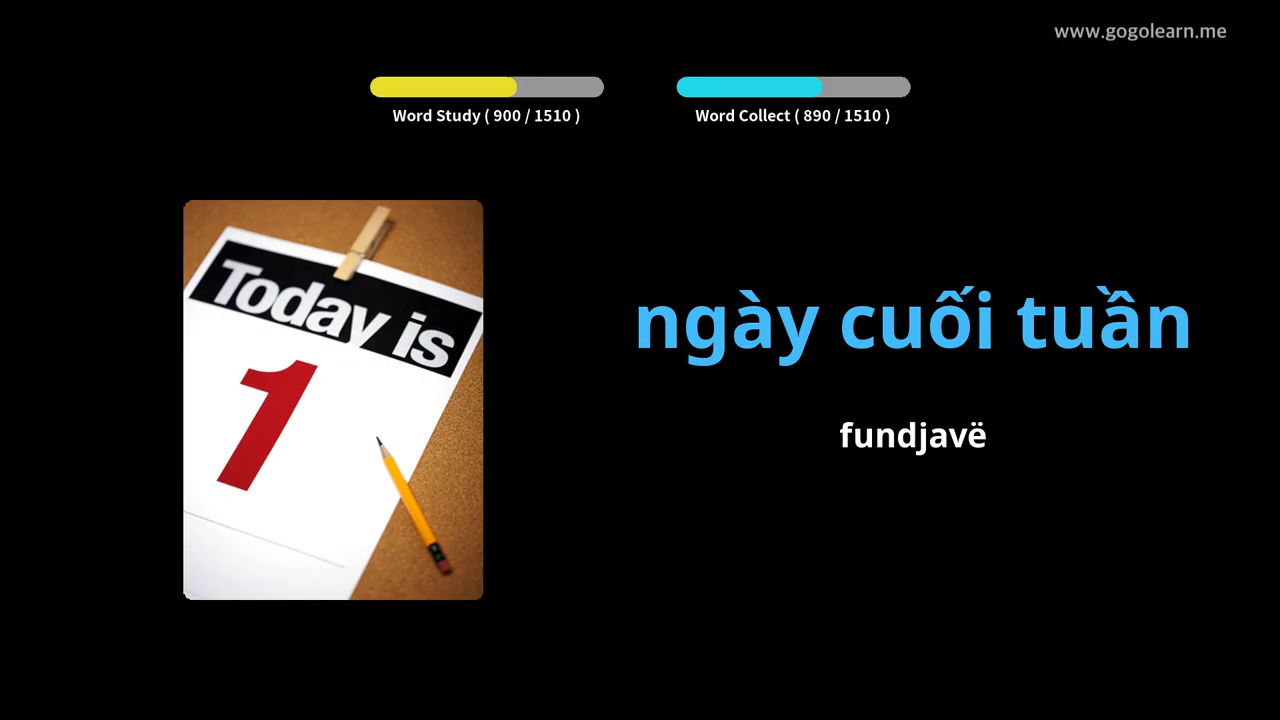 www.gogolearn.me
Word Study ( 900 / 1510 )
Word Collect ( 890 / 1510 )
Today is
1
ngày cuối tuần
fundjavë